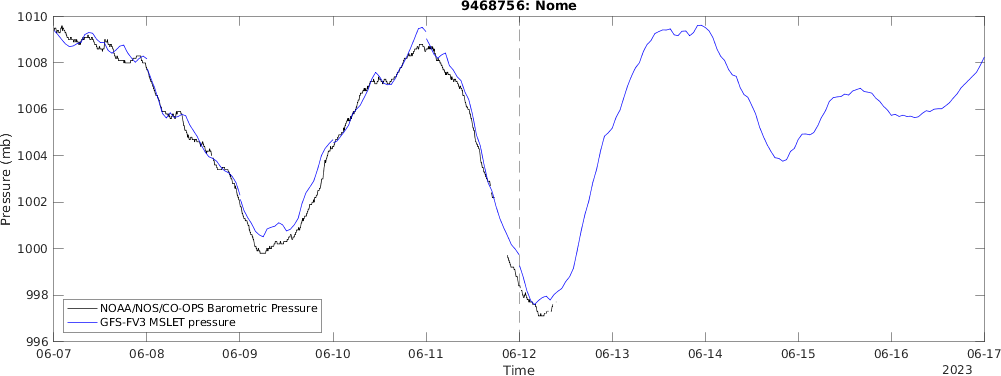 9468756: Nome
1010
1008
1006
1004
1002
1000
998
996
Pressure (mb)
NOAA/NOS/CO-OPS Barometric Pressure
GFS-FV3 MSLET pressure
06-07 06-08 06-09 06-10 06-11 06-12 06-13 06-14 06-15 06-16 06-17
Time
2023